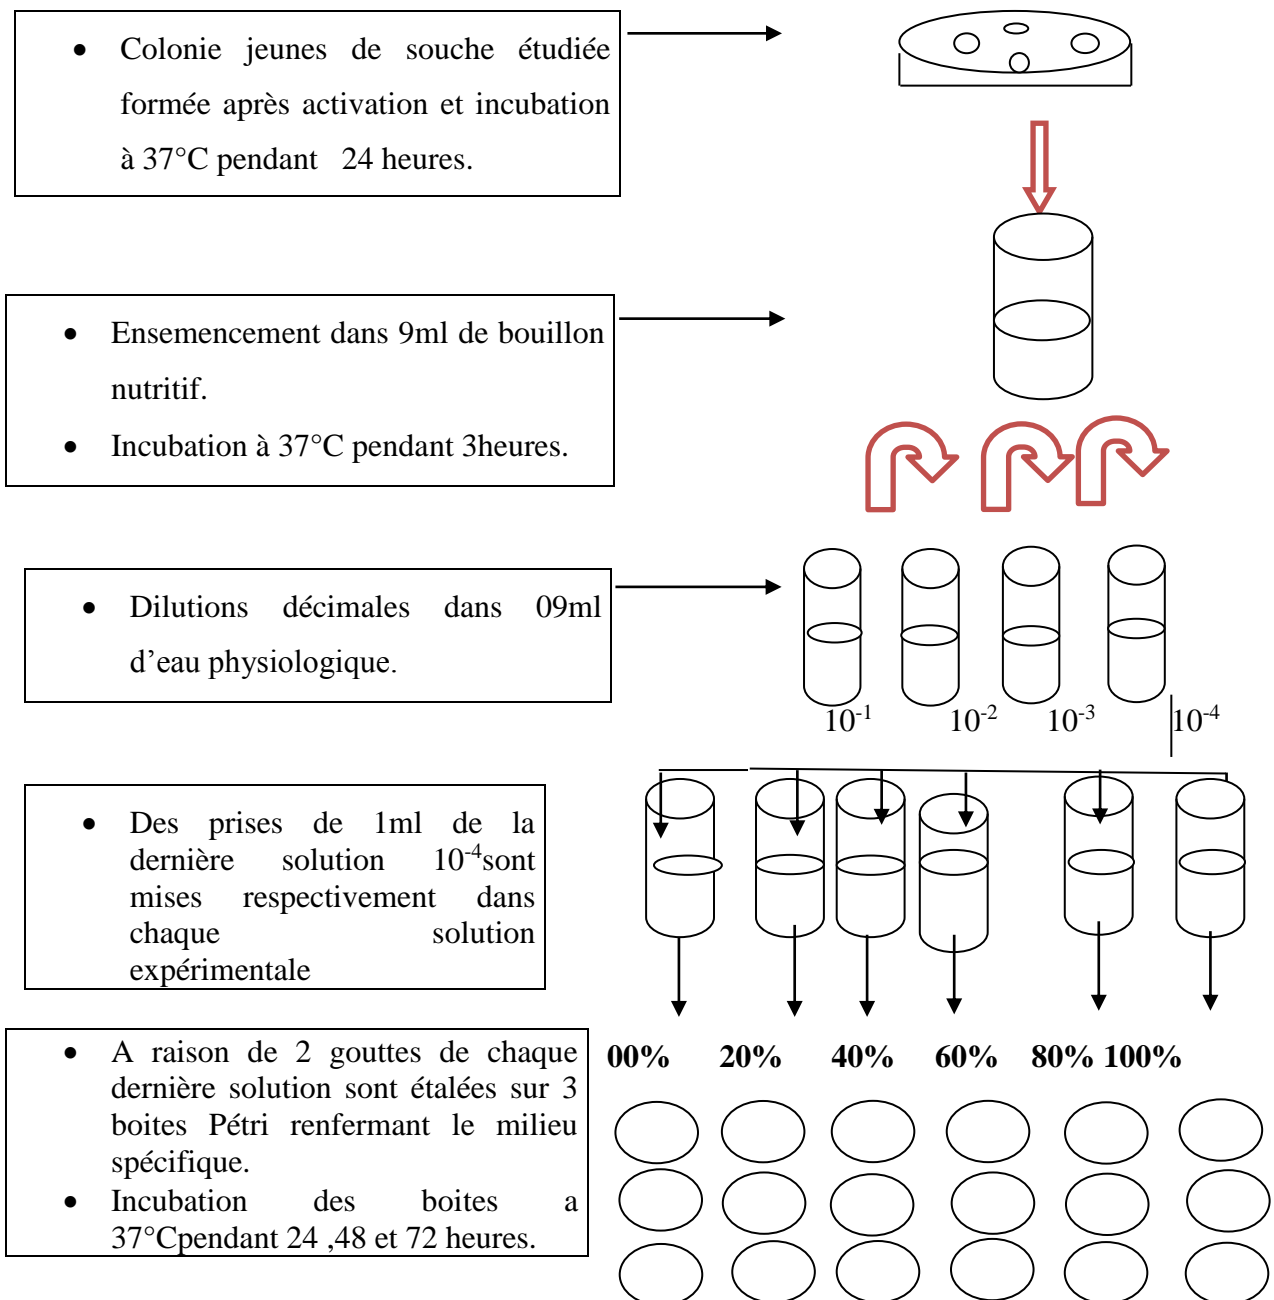 • Colonie jeunes de souche étudiée
formée après activation et incubation
à 37°C pendant 24 heures.
• Ensemencement dans 9ml de bouillon
nutritif.
• Incubation à 37°C pendant 3heures.
• Dilutions décimales dans 09ml
d’eau physiologique.
10⁻¹ 10⁻² 10⁻³ 10⁻⁴
• Des prises de 1ml de la
dernière solution 10⁻⁴sont
mises respectivement dans
chaque solution
expérimentale
00% 20% 40% 60% 80% 100%
• A raison de 2 gouttes de chaque
dernière solution sont étalées sur 3
boites Pétri renfermant le milieu
spécifique.
• Incubation des boites a
37°Cpendant 24 ,48 et 72 heures.